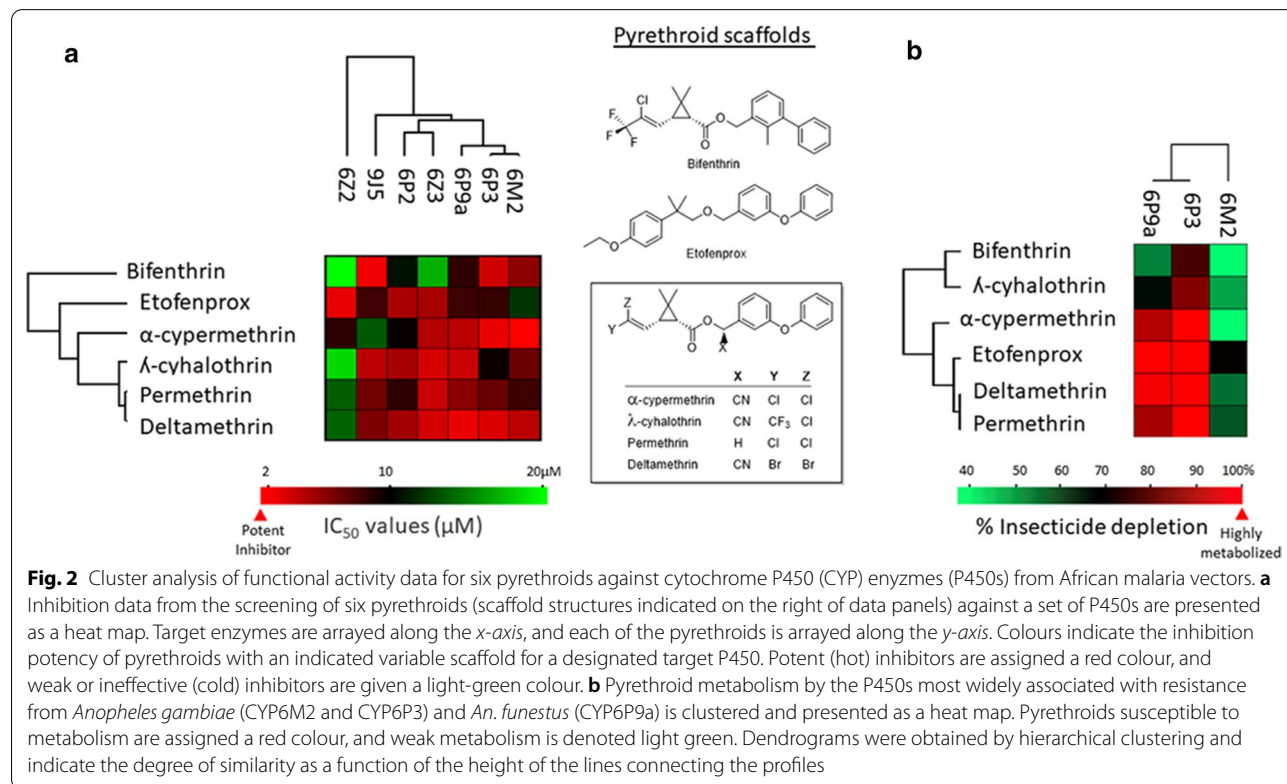 a
6Z2 9J5 6P2 6Z3 6P9a 6P3 6M2
Bifenthrin
Etofenprox
α-cypermethrin
ʎ-cyhalothrin
Permethrin
Deltamethrin
2 10 20µM
Potent
Inhibitor
IC50 values (µM)
Pyrethroid scaffolds
Cl
F
F
F
O
O
Bifenthrin
O
O
O
Etofenprox
Z
Y
O
O
X
O
X Y Z
α-cypermethrin CN Cl Cl
λ-cyhalothrin CN CF3 Cl
Permethrin H Cl Cl
Deltamethrin CN Br Br
b
6P9a 6P3 6M2
Bifenthrin
ʎ-cyhalothrin
α-cypermethrin
Etofenprox
Deltamethrin
Permethrin
40 50 60 70 80 90 100%
% Insecticide depletion
Highly
metabolized
Fig. 2 Cluster analysis of functional activity data for six pyrethroids against cytochrome P450 (CYP) enyzmes (P450s) from African malaria vectors. a
Inhibition data from the screening of six pyrethroids (scaffold structures indicated on the right of data panels) against a set of P450s are presented
as a heat map. Target enzymes are arrayed along the x-axis, and each of the pyrethroids is arrayed along the y-axis. Colours indicate the inhibition
potency of pyrethroids with an indicated variable scaffold for a designated target P450. Potent (hot) inhibitors are assigned a red colour, and
weak or ineffective (cold) inhibitors are given a light-green colour. b Pyrethroid metabolism by the P450s most widely associated with resistance
from Anopheles gambiae (CYP6M2 and CYP6P3) and An. funestus (CYP6P9a) is clustered and presented as a heat map. Pyrethroids susceptible to
metabolism are assigned a red colour, and weak metabolism is denoted light green. Dendrograms were obtained by hierarchical clustering and
indicate the degree of similarity as a function of the height of the lines connecting the profiles